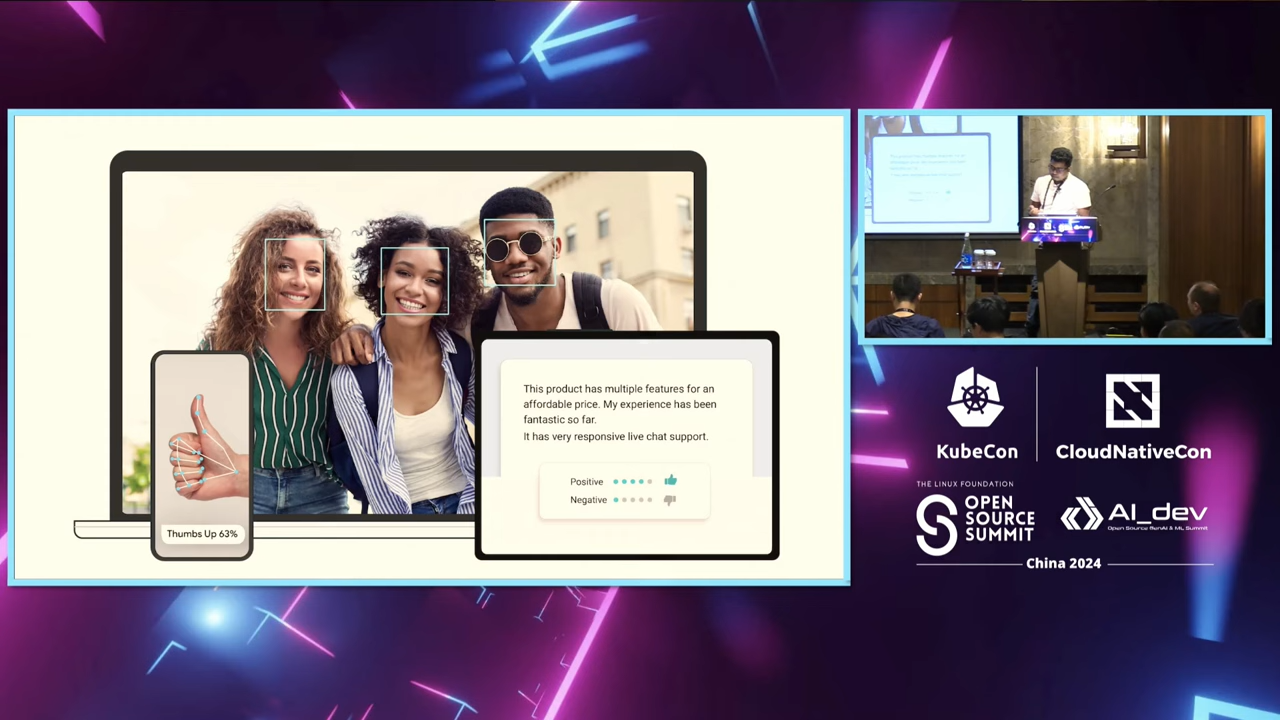 This product has multiple features for an
affordable price. My experience has been
fantastic so far.
It has very responsive live chat support.
Positive
Negative
Thumbs Up 63%
KubeCon
CloudNativeCon
THE LINUX FOUNDATION
OPEN
SOURCE
SUMMIT
AI_dev
Open Source GenAI & ML Summit
China 2024